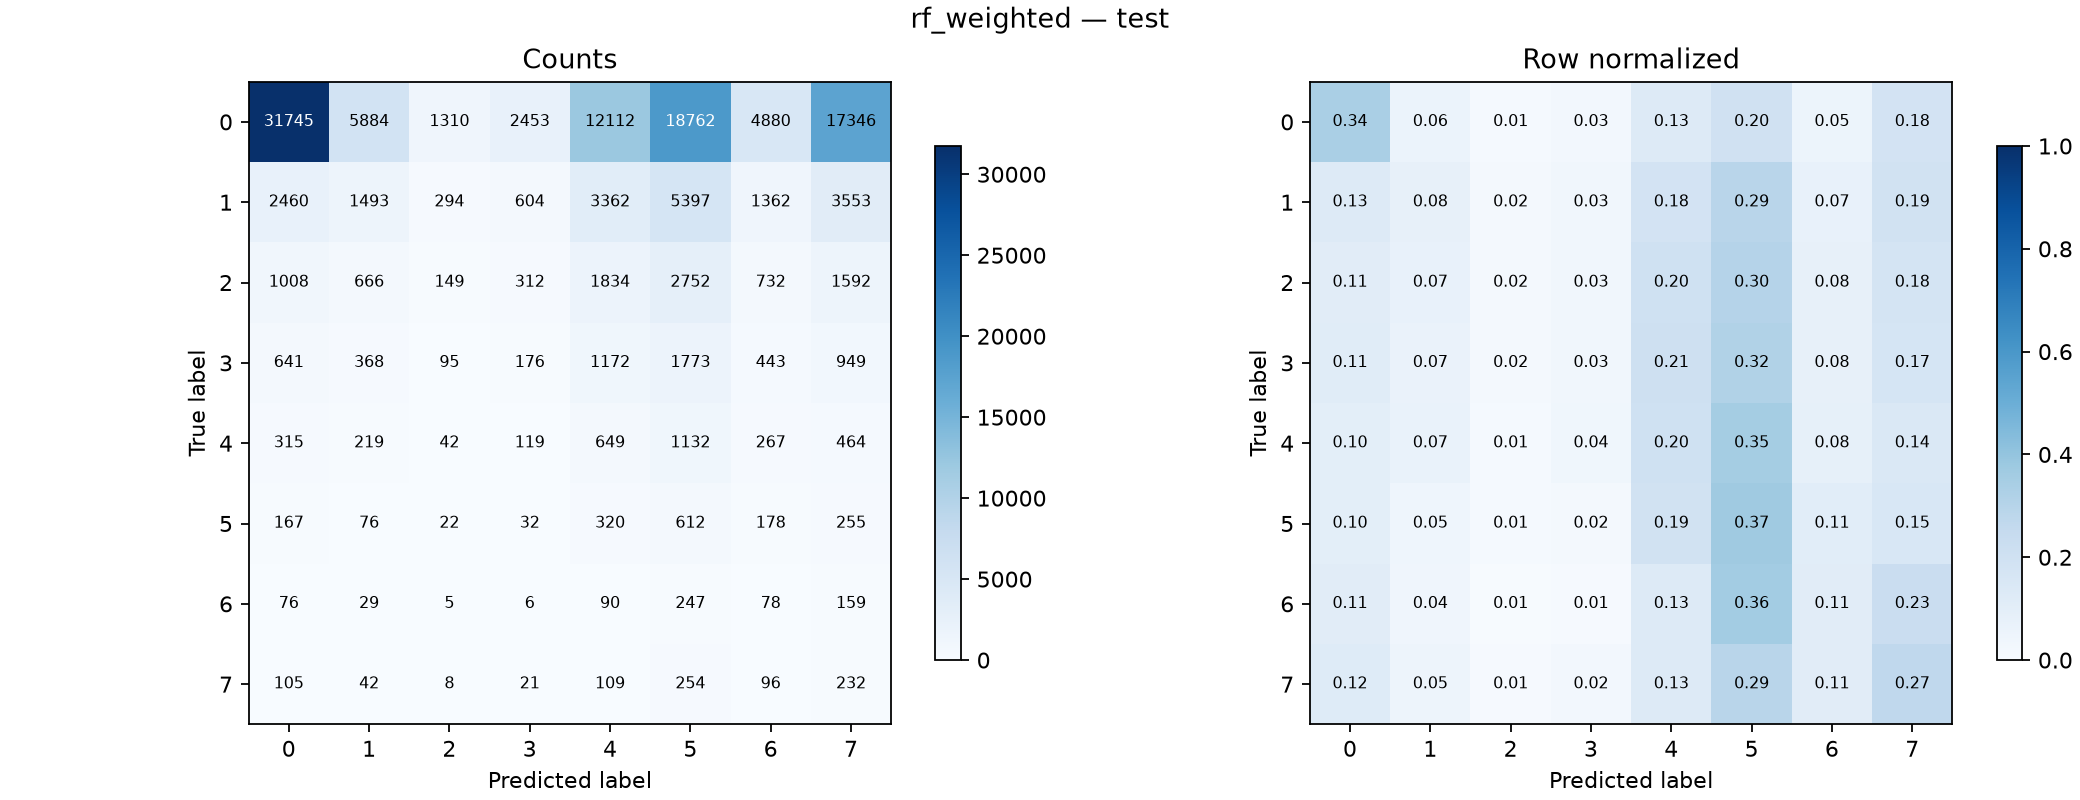 rf_weighted — test
Counts
True label
0 31745 5884 1310 2453 12112 18762 4880 17346
1 2460 1493 294 604 3362 5397 1362 3553
2 1008 666 149 312 1834 2752 732 1592
3 641 368 95 176 1172 1773 443 949
4 315 219 42 119 649 1132 267 464
5 167 76 22 32 320 612 178 255
6 76 29 5 6 90 247 78 159
7 105 42 8 21 109 254 96 232
0 1 2 3 4 5 6 7
Predicted label
30000
25000
20000
15000
10000
5000
0
Row normalized
True label
0 0.34 0.06 0.01 0.03 0.13 0.20 0.05 0.18
1 0.13 0.08 0.02 0.03 0.18 0.29 0.07 0.19
2 0.11 0.07 0.02 0.03 0.20 0.30 0.08 0.18
3 0.11 0.07 0.02 0.03 0.21 0.32 0.08 0.17
4 0.10 0.07 0.01 0.04 0.20 0.35 0.08 0.14
5 0.10 0.05 0.01 0.02 0.19 0.37 0.11 0.15
6 0.11 0.04 0.01 0.01 0.13 0.36 0.11 0.23
7 0.12 0.05 0.01 0.02 0.13 0.29 0.11 0.27
0 1 2 3 4 5 6 7
Predicted label
1.0
0.8
0.6
0.4
0.2
0.0